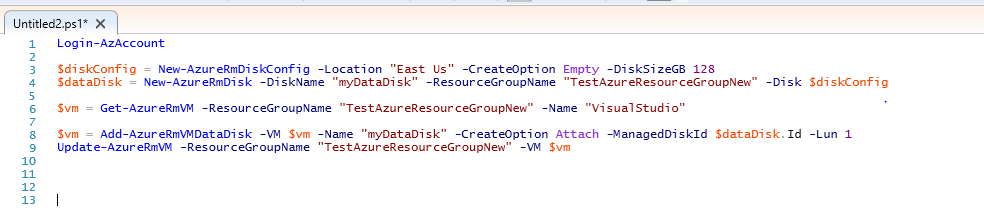 Untitled2.ps1* X
1 Login-AzAccount
2
3 $diskConfig = New-AzureRmDiskConfig -Location "East Us" -CreateOption Empty -DiskSizeGB 128
4 $dataDisk = New-AzureRmDisk -DiskName "myDataDisk" -ResourceGroupName "TestAzureResourceGroupNew" -Disk $diskConfig
5
6 $vm = Get-AzureRmVM -ResourceGroupName "TestAzureResourceGroupNew" -Name "VisualStudio"
7
8 $vm = Add-AzureRmVMDataDisk -VM $vm -Name "myDataDisk" -CreateOption Attach -ManagedDiskId $dataDisk.Id -Lun 1
9 Update-AzureRmVM -ResourceGroupName "TestAzureResourceGroupNew" -VM $vm
10
11
12
13